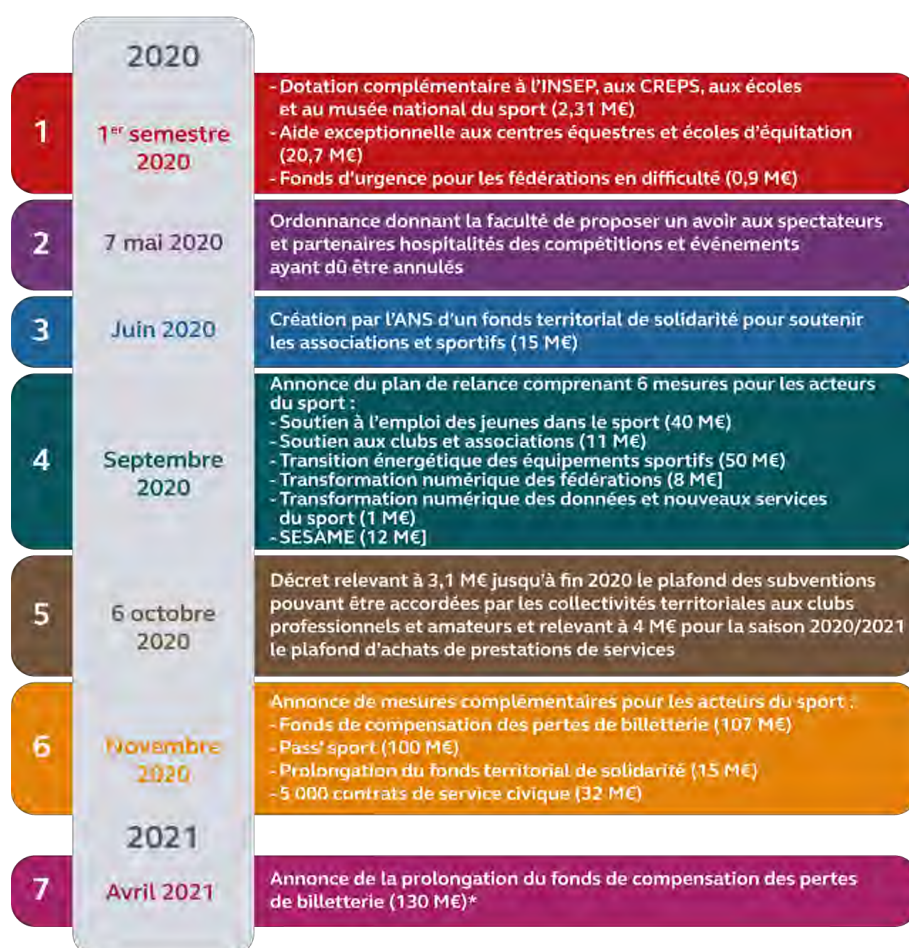 2020
1
1er semestre
2020
- Dotation complémentaire à l'INSEP, aux CREPS, aux écoles
et au musée national du sport (2,31 M€)
- Aide exceptionnelle aux centres équestres et écoles d'équitation
(20,7 M€)
- Fonds d'urgence pour les fédérations en difficulté (0,9 M€)
2
7 mai 2020
Ordonnance donnant la faculté de proposer un avoir aux spectateurs
et partenaires hospitalités des compétitions et événements
ayant dû être annulés
3
Juin 2020
Création par l'ANS d'un fonds territorial de solidarité pour soutenir
les associations et sportifs (15 M€)
4
Septembre
2020
Annonce du plan de relance comprenant 6 mesures pour les acteurs
du sport :
- Soutien à l'emploi des jeunes dans le sport (40 M€)
- Soutien aux clubs et associations (11 M€)
- Transition énergétique des équipements sportifs (50 M€)
- Transformation numérique des fédérations (8 M€]
- Transformation numérique des données et nouveaux services
du sport (1 M€)
- SESAME (12 M€]
5
6 octobre
2020
Décret relevant à 3,1 M€ jusqu'à fin 2020 le plafond des subventions
pouvant être accordées par les collectivités territoriales aux clubs
professionnels et amateurs et relevant à 4 M€ pour la saison 2020/2021
le plafond d'achats de prestations de services
6
Novembre
2020
Annonce de mesures complémentaires pour les acteurs du sport :
- Fonds de compensation des pertes de billetterie (107 M€)
- Pass' sport (100 M€)
- Prolongation du fonds territorial de solidarité (15 M€)
- 5 000 contrats de service civique (32 M€)
2021
7
Avril 2021
Annonce de la prolongation du fonds de compensation des pertes
de billetterie (130 M€)*